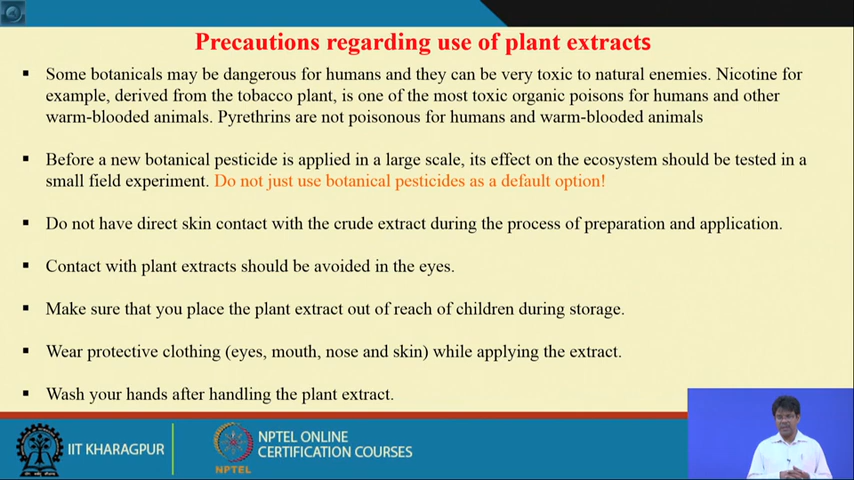 Precautions regarding use of plant extracts
▪ Some botanicals may be dangerous for humans and they can be very toxic to natural enemies. Nicotine for
example, derived from the tobacco plant, is one of the most toxic organic poisons for humans and other
warm-blooded animals. Pyrethrins are not poisonous for humans and warm-blooded animals
▪ Before a new botanical pesticide is applied in a large scale, its effect on the ecosystem should be tested in a
small field experiment. Do not just use botanical pesticides as a default option!
▪ Do not have direct skin contact with the crude extract during the process of preparation and application.
▪ Contact with plant extracts should be avoided in the eyes.
▪ Make sure that you place the plant extract out of reach of children during storage.
▪ Wear protective clothing (eyes, mouth, nose and skin) while applying the extract.
▪ Wash your hands after handling the plant extract.
IIT KHARAGPUR
NPTEL
NPTEL ONLINE
CERTIFICATION COURSES